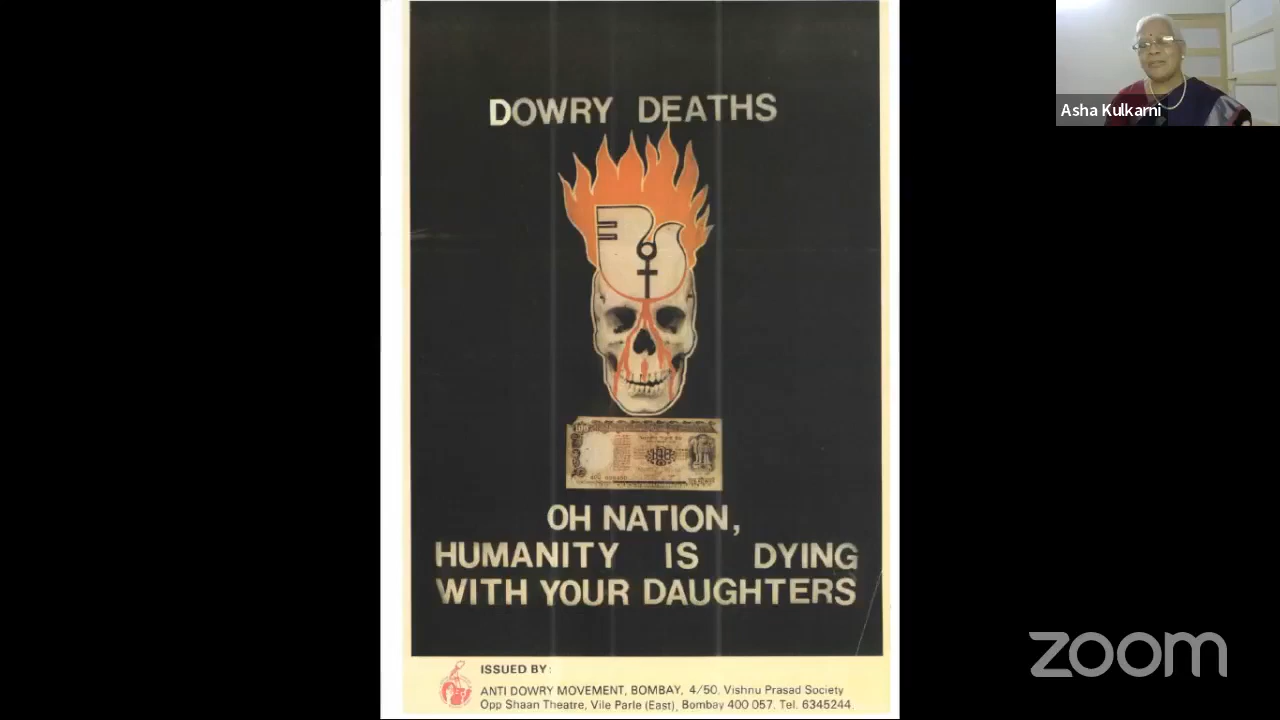 DOWRY DEATHS
100
OH NATION,
HUMANITY IS DYING
WITH YOUR DAUGHTERS
ISSUED BY:
ANTI DOWRY MOVEMENT, BOMBAY, 4/50, Vishnu Prasad Society
Opp Shaan Theatre, Vile Parle (East), Bombay 400 057. Tel. 6345244.
Asha Kulkarni
zoom